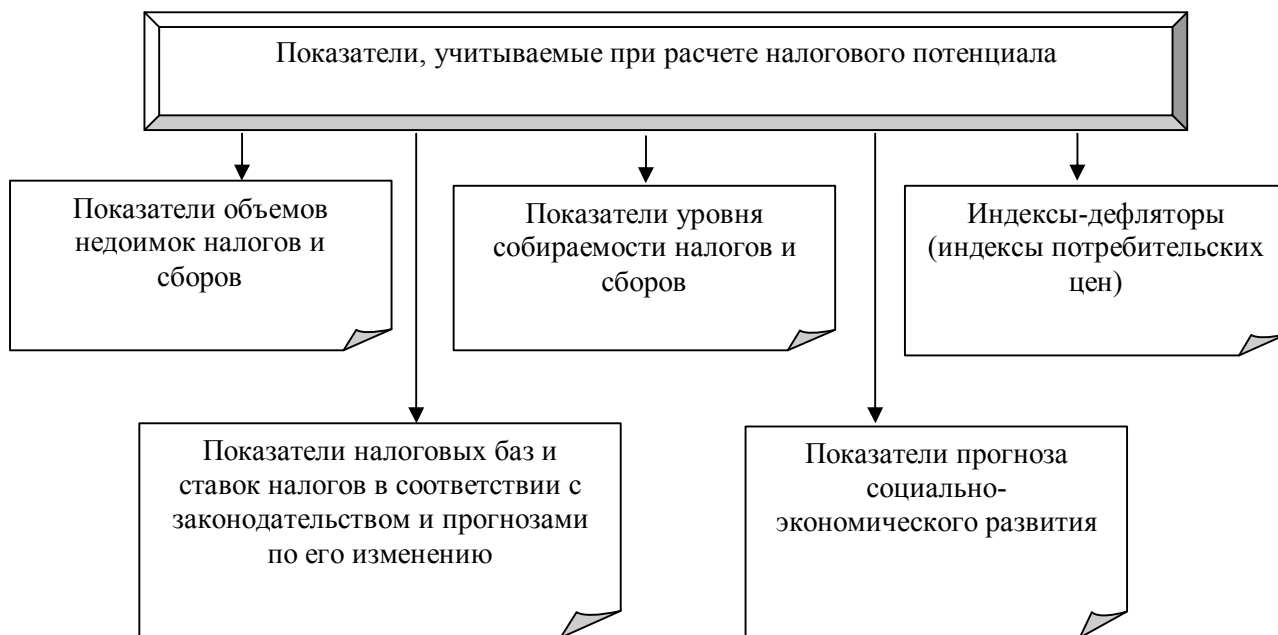 Показатели, учитываемые при расчете налогового потенциала
Показатели объемов
недоимок налогов и
сборов
Показатели уровня
собираемости налогов и
сборов
Индексы-дефляторы
(индексы потребительских
цен)
Показатели налоговых баз и
ставок налогов в соответствии с
законодательством и прогнозами
по его изменению
Показатели прогноза
социально-
экономического развития